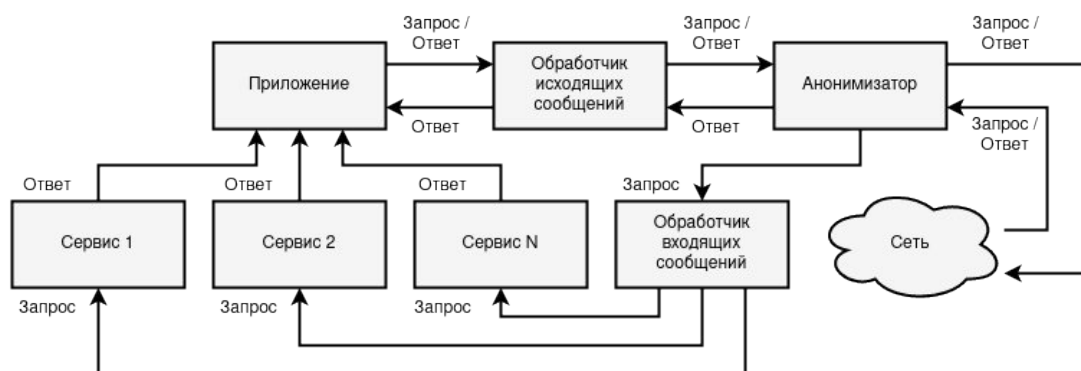 Запрос /
Ответ
Запрос /
Ответ
Запрос /
Ответ
Приложение
Обработчик
исходящих
сообщений
Анонимизатор
Ответ
Ответ
Запрос /
Ответ
Ответ
Ответ
Ответ
Запрос
Сервис 1
Сервис 2
Сервис N
Обработчик
входящих
сообщений
Сеть
Запрос
Запрос
Запрос